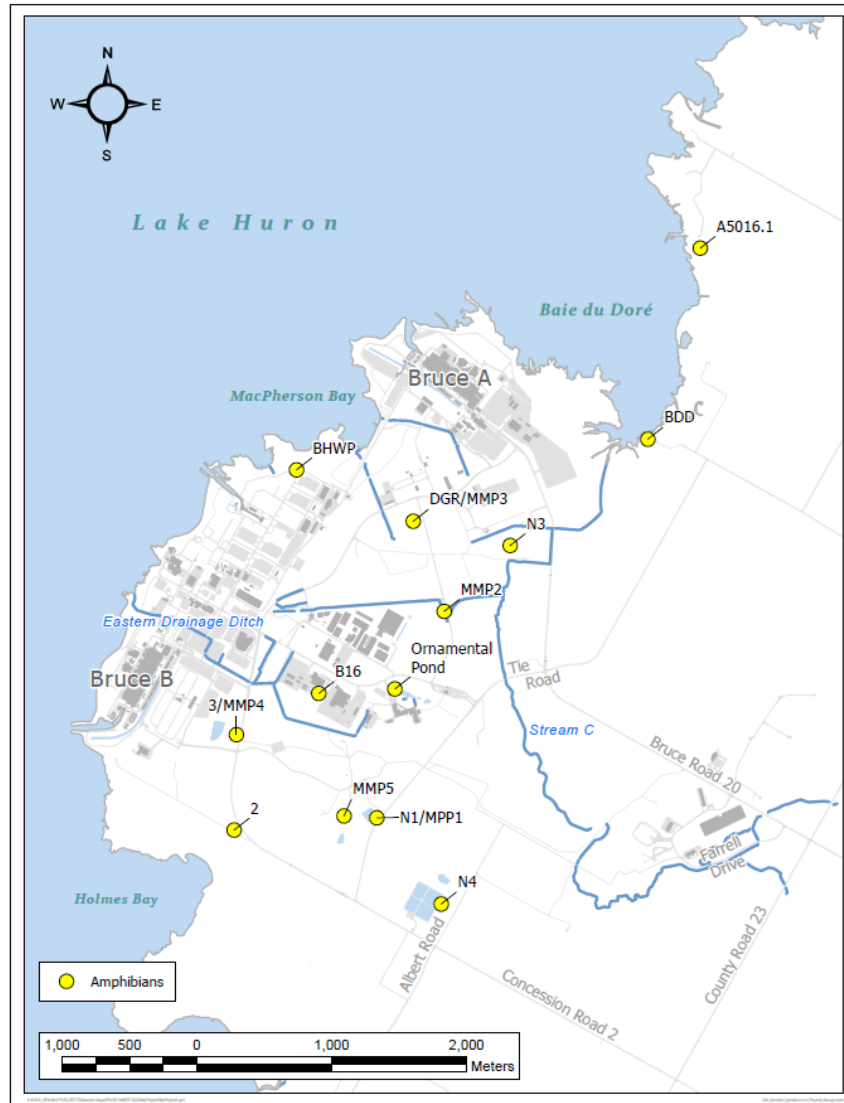 N
W E
S
Lake Huron
A5016.1
Baie du Doré
Bruce A
MacPherson Bay
BDD
C
BHWP
DGR/MMP3
N3
MMP2
Eastern Drainage Ditch
Ornamental
Pond
Tie
Road
Bruce B
B16
3/MMP4
Stream C
Bruce Road 20
MMP5
2
N1/MPP1
Farrell
Drive
Holmes Bay
N4
Albert Road
County Road 23
Concession Road 2
Amphibians
1,000 500 0 1,000 2,000
Meters